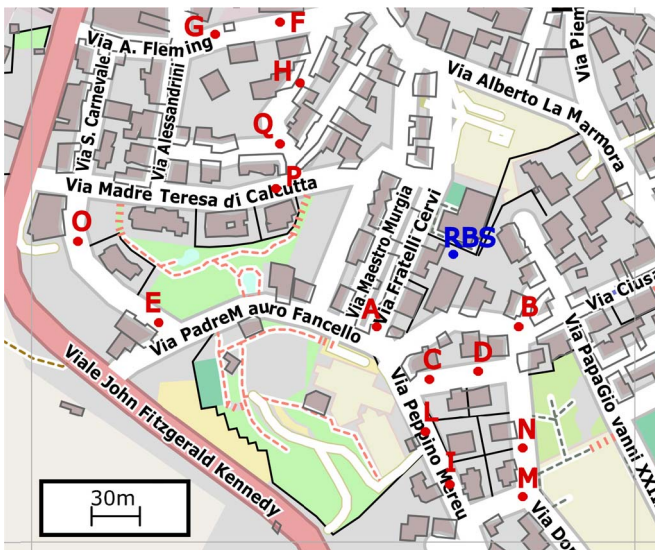 G
F
Via A. Fleming
Via Piem
H
Via Alberto La Marmora
Via S. Carnevale
Via Alessandrini
Q
Via Madre Teresa di Calcutta
P
O
Via Maestro Murgia
Via Fratelli Cervi
RBS
E
A
B
Via Ciusa
Via PadreM auro Fancello
C
D
Via PapaGio vanni XXII
Viale John Fitzgerald Kennedy
Via Peppino Mereu
L
N
I
M
Via Do
30m